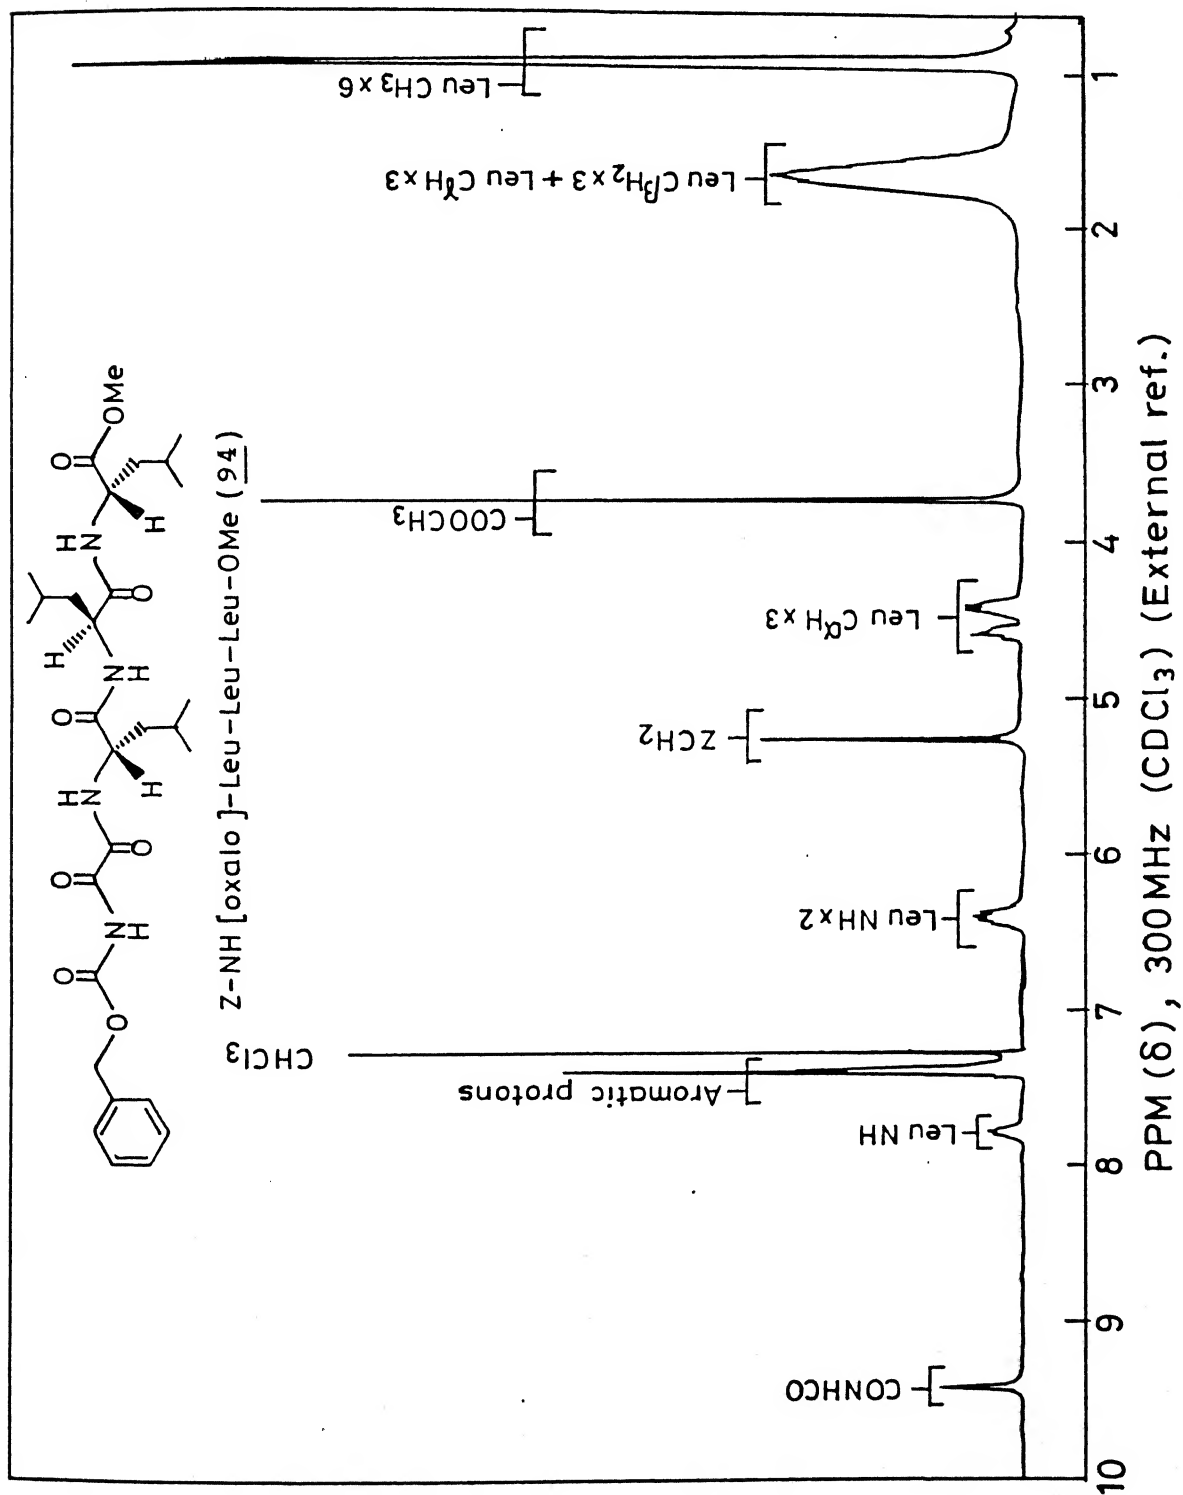 O
H
N
O
O
H
N
H
O
N
H
O
H
H
N
H
O
OMe
O
N
H
O
O
Z-NH[oxalo]-Leu-Leu-Leu-OMe (94)
CONHCO
Leu NH
Aromatic protons
CHCl3
Leu NH x 2
ZCH2
Leu CαH x 3
COOCH3
Leu CβH2 x 3 + Leu CγH x 3
Leu CH3 x 6
10 9 8 7 6 5 4 3 2 1
PPM (δ), 300MHz (CDCl3) (External ref.)